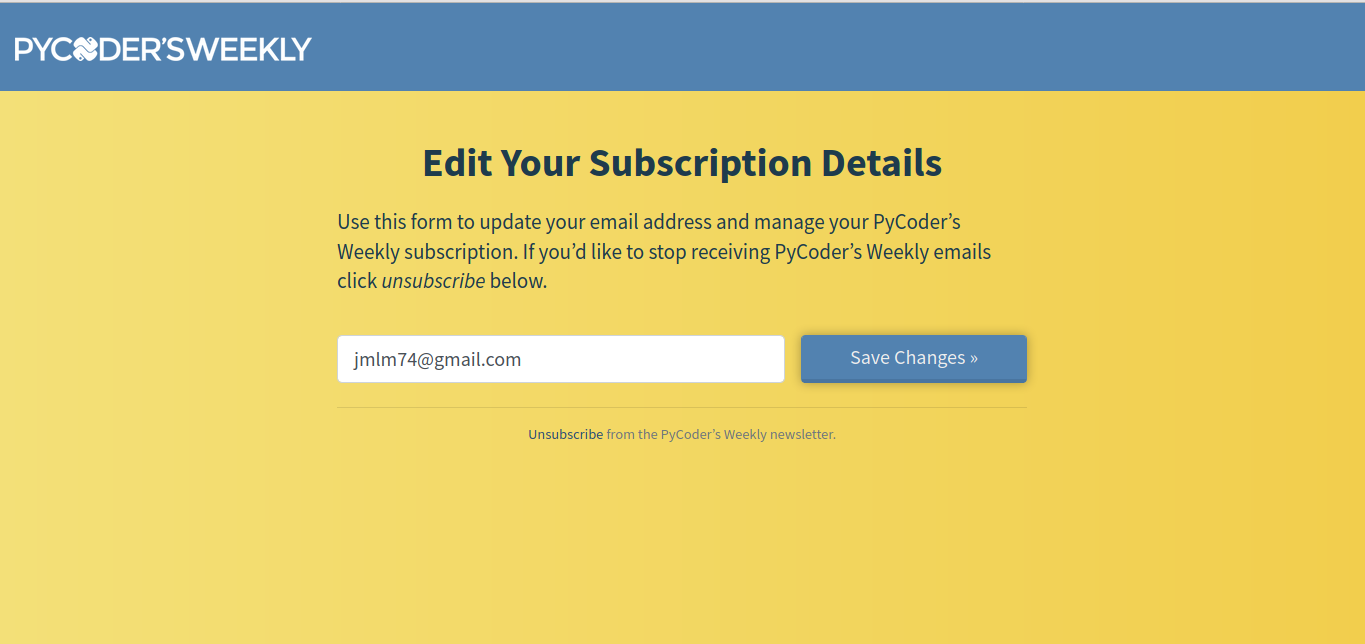 PYCODER'SWEEKLY
Edit Your Subscription Details
Use this form to update your email address and manage your PyCoder’s
Weekly subscription. If you’d like to stop receiving PyCoder’s Weekly emails
click unsubscribe below.
jmlm74@gmail.com
Save Changes »
Unsubscribe from the PyCoder’s Weekly newsletter.